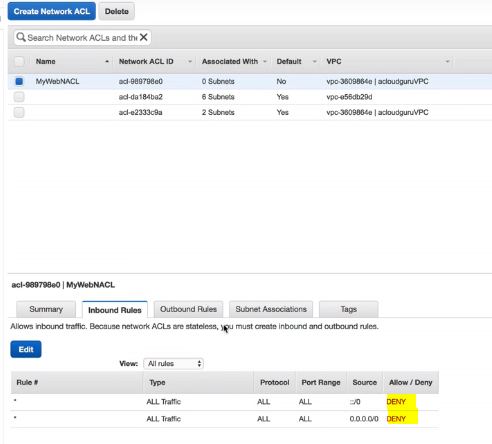 Create Network ACL Delete
Search Network ACLs and the X
Name Network ACL ID Associated With Default VPC
MyWebNACL acl-989798e0 0 Subnets No vpc-3609864e | acloudguruVPC
acl-da184ba2 6 Subnets Yes vpc-e56db29d
acl-e2333c9a 2 Subnets Yes vpc-3609864e | acloudguruVPC
acl-989798e0 | MyWebNACL
Summary Inbound Rules Outbound Rules Subnet Associations Tags
Allows inbound traffic. Because network ACLs are stateless, you must create inbound and outbound rules.
Edit
View: All rules
Rule # Type Protocol Port Range Source Allow / Deny
* ALL Traffic ALL ALL ::/0 DENY
* ALL Traffic ALL ALL 0.0.0.0/0 DENY